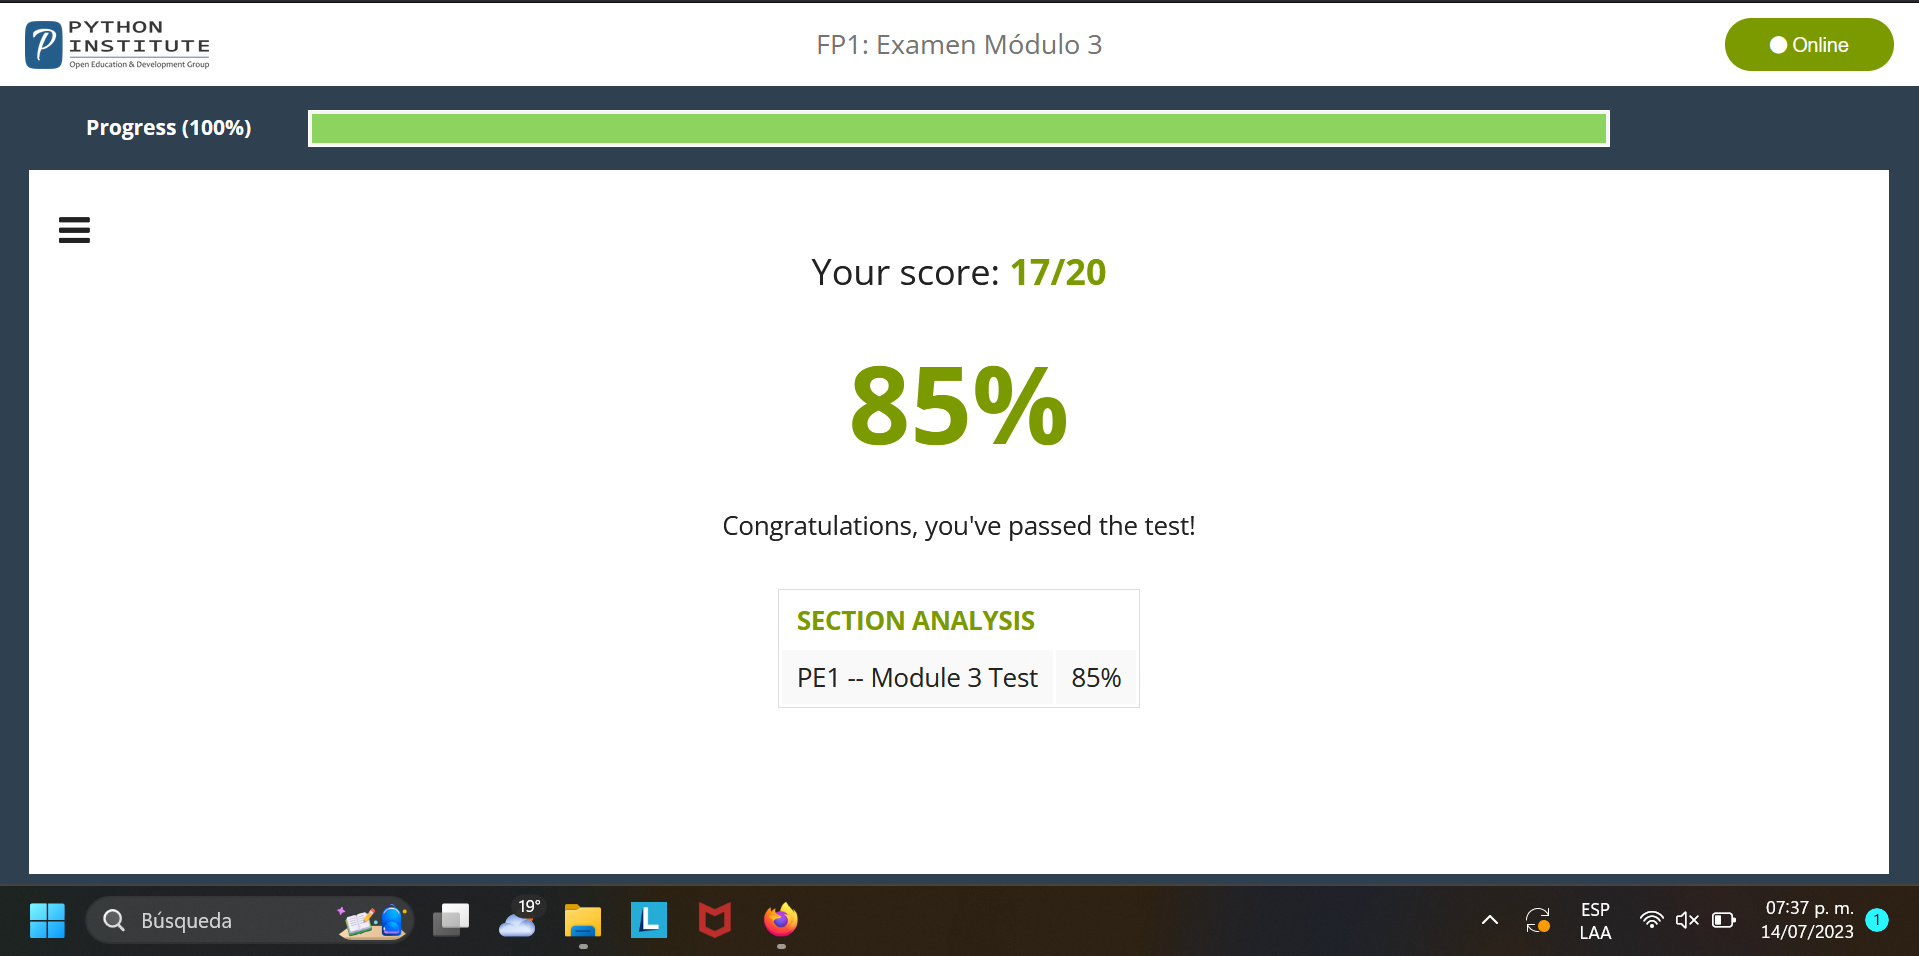 PYTHON
INSTITUTE
Open Education & Development Group
FP1: Examen Módulo 3
Online
Progress (100%)
Your score: 17/20
85%
Congratulations, you've passed the test!
SECTION ANALYSIS
PE1 -- Module 3 Test 85%
Búsqueda
19°
L
ESP
LAA
07:37 p. m.
14/07/2023
1